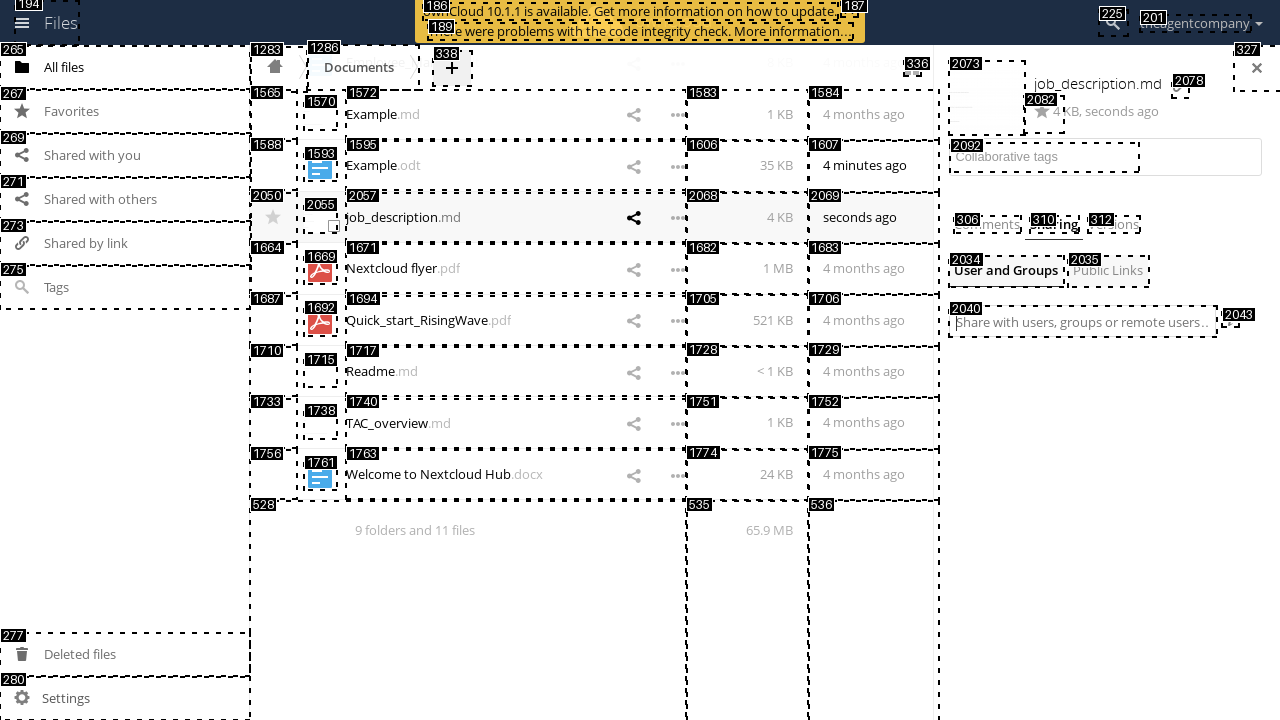 194
Files
186
ownCloud 10.1.1 is available. Get more information on how to update.
187
189
There were problems with the code integrity check. More information…
225
201
theagentcompany
265
All files
267
Favorites
269
Shared with you
271
Shared with others
273
Shared by link
275
Tags
277
Deleted files
280
Settings
1283
1286
Documents
338
+
336
1565
1570
1572
Example.md
1583
1 KB
1584
4 months ago
1588
1593
1595
Example.odt
1606
35 KB
1607
4 minutes ago
2050
2055
2057
job_description.md
2068
4 KB
2069
seconds ago
1664
1669
1671
Nextcloud flyer.pdf
1682
1 MB
1683
4 months ago
1687
1692
1694
Quick_start_RisingWave.pdf
1705
521 KB
1706
4 months ago
1710
1715
1717
Readme.md
1728
< 1 KB
1729
4 months ago
1733
1738
1740
TAC_overview.md
1751
1 KB
1752
4 months ago
1756
1761
1763
Welcome to Nextcloud Hub.docx
1774
24 KB
1775
4 months ago
528
9 folders and 11 files
535
65.9 MB
536
327
2073
job_description.md
2078
2082
4 KB, seconds ago
2092
Collaborative tags
306
Comments
310
Sharing
312
Versions
2034
User and Groups
2035
Public Links
2040
Share with users, groups or remote users…
2043